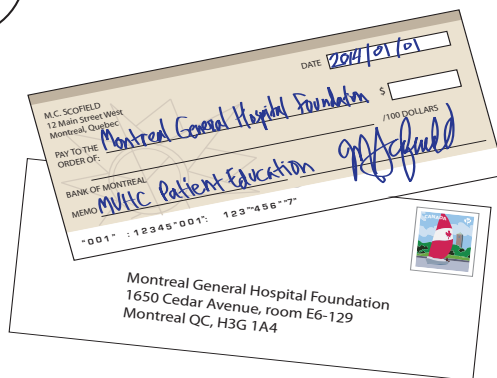 M.C. SCOFIELD
12 Main Street West
Montreal, Quebec
DATE 2014/01/01
PAY TO THE
ORDER OF: Montreal General Hospital Foundation $
/100 DOLLARS
BANK OF MONTREAL
MEMO MUHC Patient Education MScofield
"001" :12345"001": 123"456""7"
CANADA P
Montreal General Hospital Foundation
1650 Cedar Avenue, room E6-129
Montreal QC, H3G 1A4